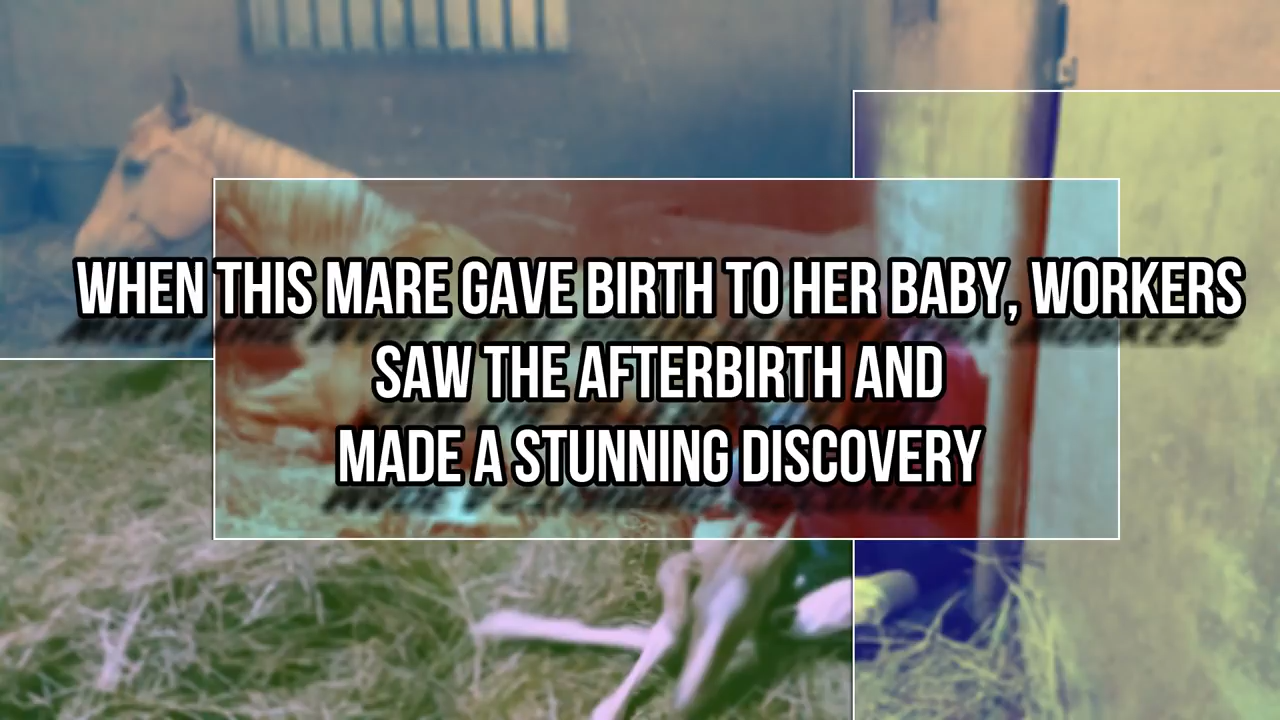 WHEN THIS MARE GAVE BIRTH TO HER BABY, WORKERS
SAW THE AFTERBIRTH AND
MADE A STUNNING DISCOVERY